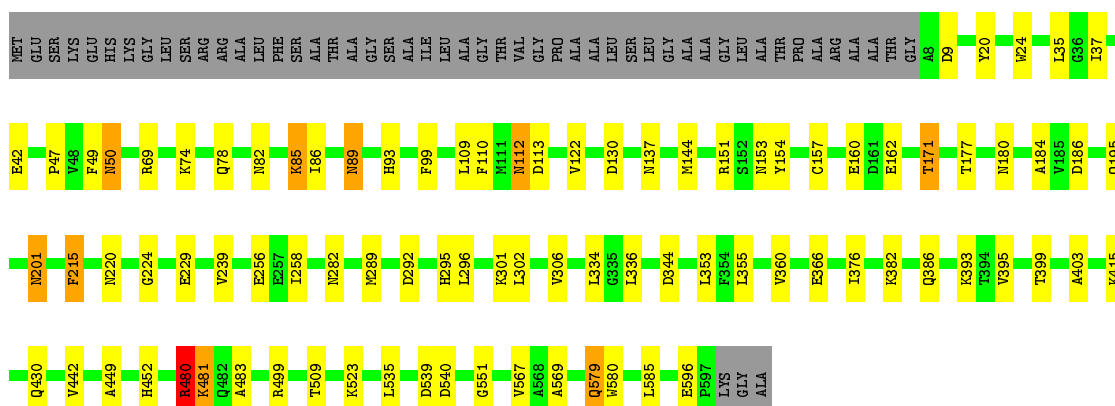 MET GLU SER LYS GLU HIS LYS GLY LEU SER ARG ARG ALA LEU PHE SER ALA THR ALA GLY SER ALA ILE LEU ALA GLY THR VAL GLY PRO ALA ALA LEU SER LEU GLY ALA GLY LEU ALA THR PRO ALA ARG ALA ALA THR GLY A8 D9 Y20 W24 L35 G36 I37
E42 P47 V48 F49 N50 R69 K74 Q78 N82 K85 I86 N89 H93 F99 L109 F110 M111 N112 D113 V122 D130 N137 M144 R151 S152 N153 Y154 C157 E160 D161 E162 T171 T177 N180 A184 V185 D186 Q195
N201 F215 N220 G224 E229 V239 E256 E257 I258 N282 M289 D292 H295 L296 K301 L302 V306 L334 G335 L336 D344 L353 F354 L355 V360 E366 I376 K382 Q386 K393 T394 V395 T399 A403 K415
Q430 V442 A449 H452 R480 K481 Q482 A483 R499 T509 K523 L535 D539 D540 G551 V567 A568 A569 Q579 W580 L585 E596 P597 LYS GLY ALA